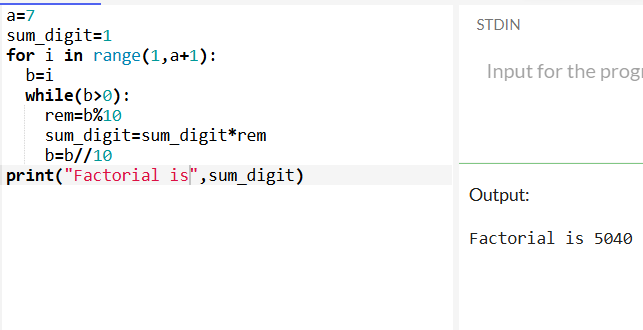 a=7
sum_digit=1
for i in range(1,a+1):
  b=i
  while(b>0):
    rem=b%10
    sum_digit=sum_digit*rem
    b=b//10
print("Factorial is",sum_digit)
STDIN
Input for the prog
Output:
Factorial is 5040